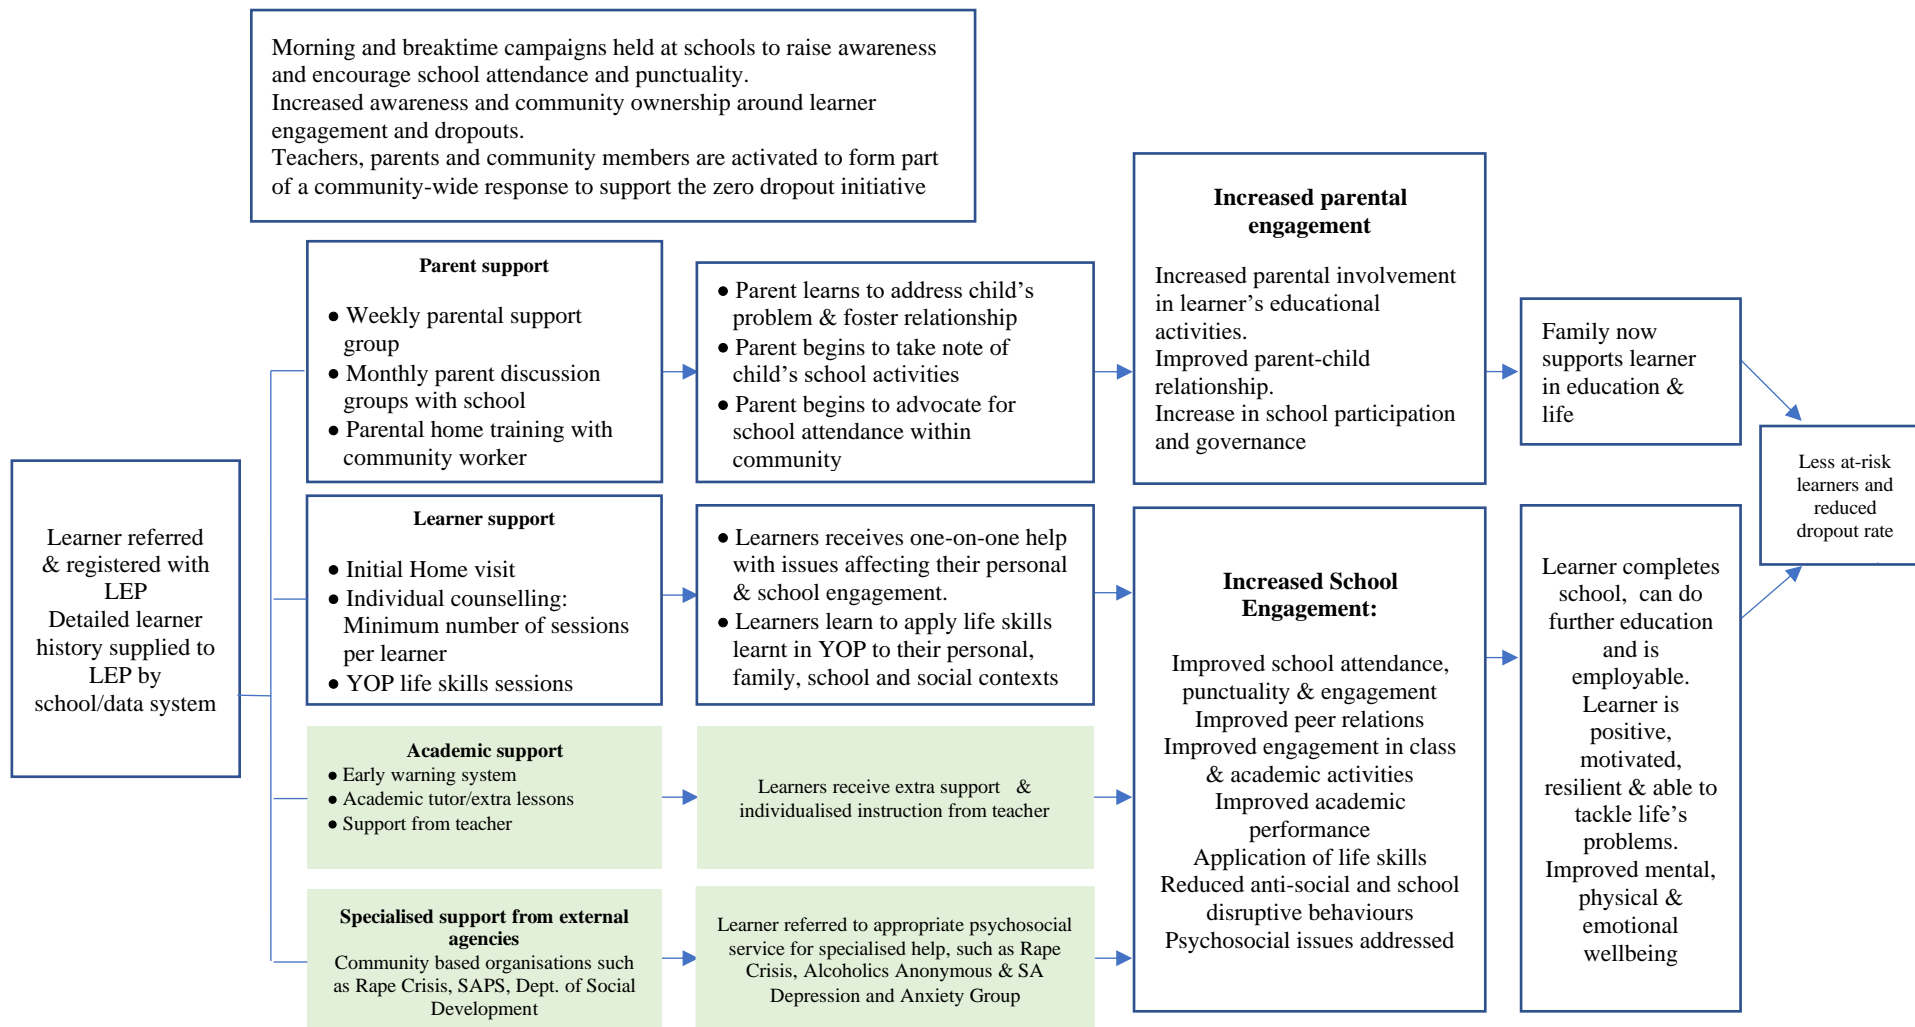 Morning and breaktime campaigns held at schools to raise awareness
and encourage school attendance and punctuality.
Increased awareness and community ownership around learner
engagement and dropouts.
Teachers, parents and community members are activated to form part
of a community-wide response to support the zero dropout initiative
Learner referred
& registered with
LEP
Detailed learner
history supplied to
LEP by
school/data system
Parent support
● Weekly parental support
group
● Monthly parent discussion
groups with school
● Parental home training with
community worker
● Parent learns to address child’s
problem & foster relationship
● Parent begins to take note of
child’s school activities
● Parent begins to advocate for
school attendance within
community
Increased parental
engagement
Increased parental involvement
in learner’s educational
activities.
Improved parent-child
relationship.
Increase in school participation
and governance
Family now
supports learner
in education &
life
Learner support
● Initial Home visit
● Individual counselling:
Minimum number of sessions
per learner
● YOP life skills sessions
● Learners receives one-on-one help
with issues affecting their personal
& school engagement.
● Learners learn to apply life skills
learnt in YOP to their personal,
family, school and social contexts
Academic support
● Early warning system
● Academic tutor/extra lessons
● Support from teacher
Learners receive extra support &
individualised instruction from teacher
Specialised support from external
agencies
Community based organisations such
as Rape Crisis, SAPS, Dept. of Social
Development
Learner referred to appropriate psychosocial
service for specialised help, such as Rape
Crisis, Alcoholics Anonymous & SA
Depression and Anxiety Group
Increased School
Engagement:
Improved school attendance,
punctuality & engagement
Improved peer relations
Improved engagement in class
& academic activities
Improved academic
performance
Application of life skills
Reduced anti-social and school
disruptive behaviours
Psychosocial issues addressed
Learner completes
school, can do
further education
and is
employable.
Learner is
positive,
motivated,
resilient & able to
tackle life’s
problems.
Improved mental,
physical &
emotional
wellbeing
Less at-risk
learners and
reduced
dropout rate